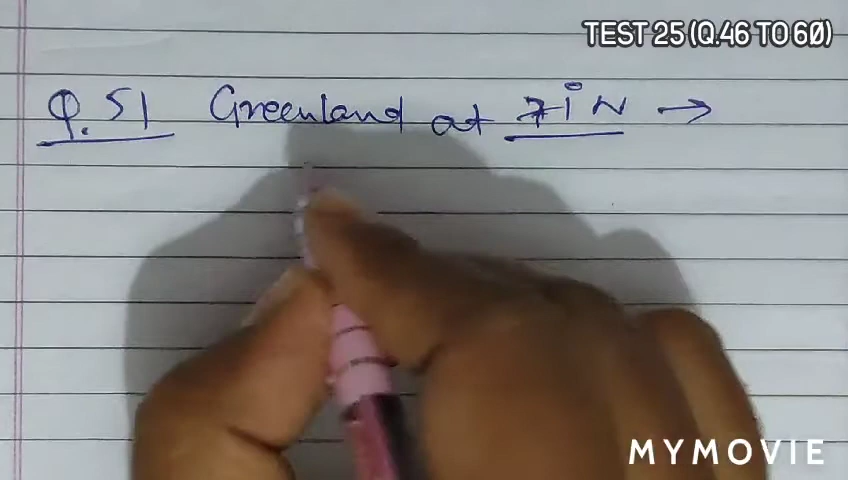 TEST 25 (Q.46 TO 60)
Q.51 Greenland at 71° N →
MYMOVIE